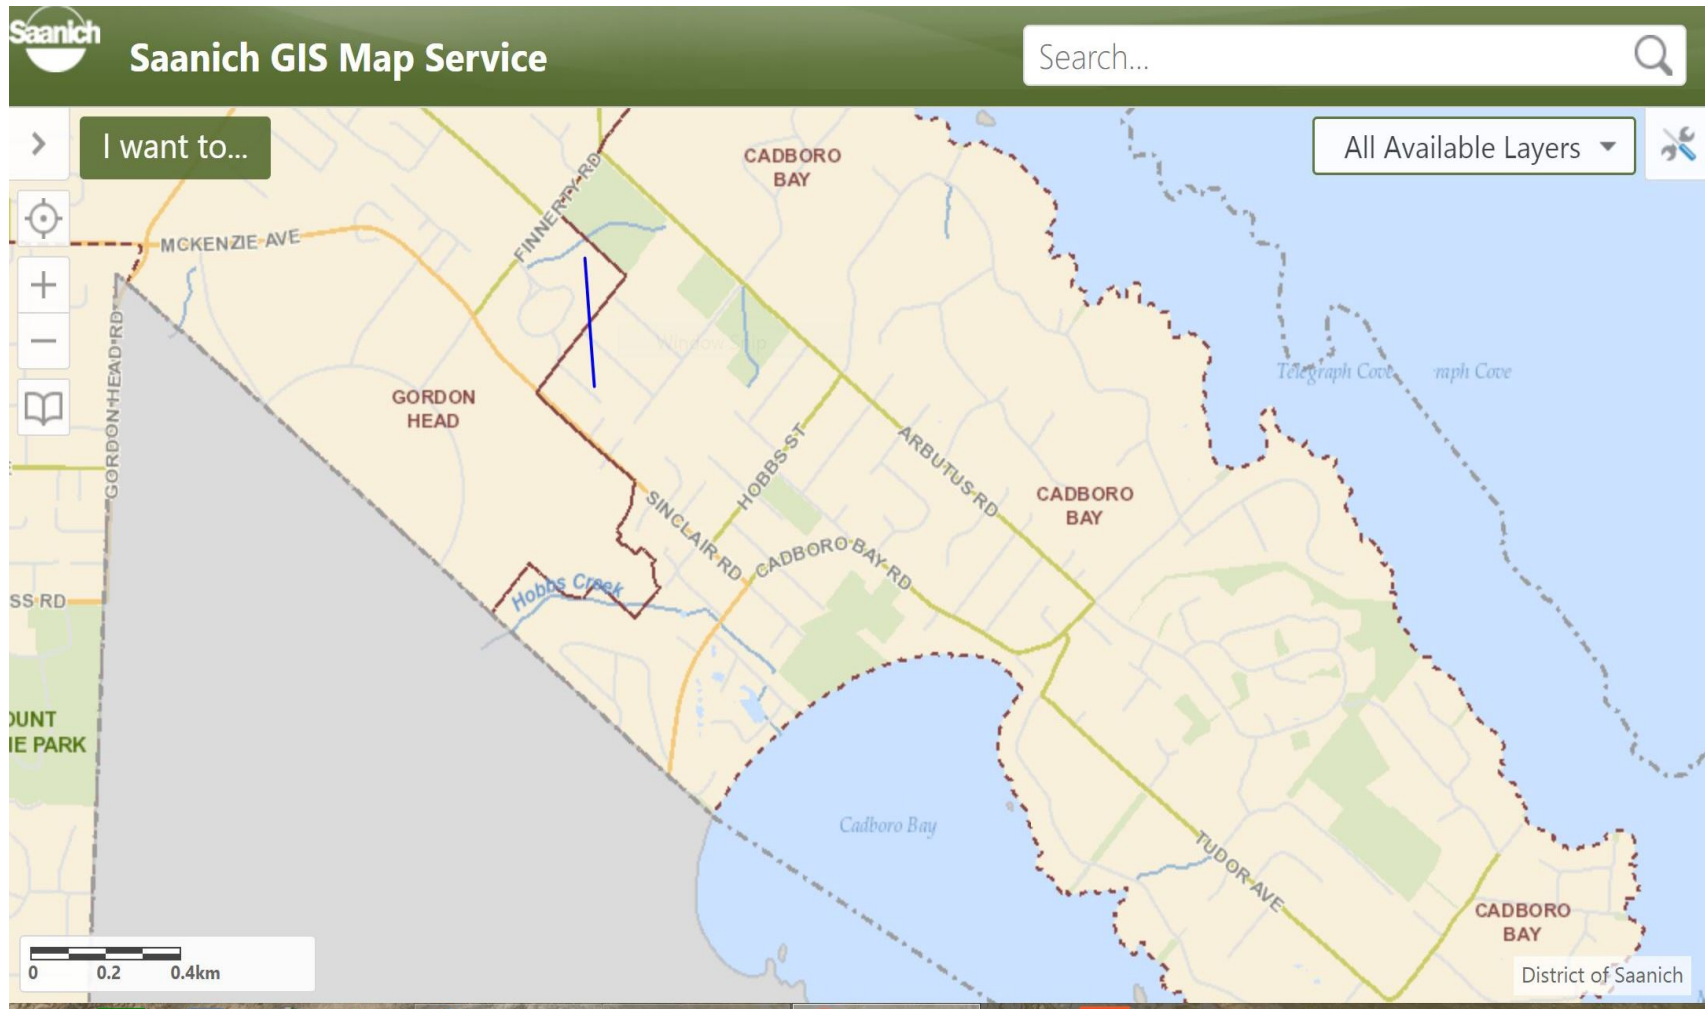 Saanich
Saanich GIS Map Service
Search...
I want to...
All Available Layers
CADBORO
BAY
FINNERTY RD
MCKENZIE AVE
GORDON HEAD RD
Window Snip
Telegraph Cove
raph Cove
GORDON
HEAD
HOBBS ST
ARBUTUS RD
CADBORO
BAY
SINCLAIR RD
CADBORO BAY RD
Hobbs Creek
SS RD
OUNT
IE PARK
Cadboro Bay
TUDOR AVE
CADBORO
BAY
0 0.2 0.4km
District of Saanich